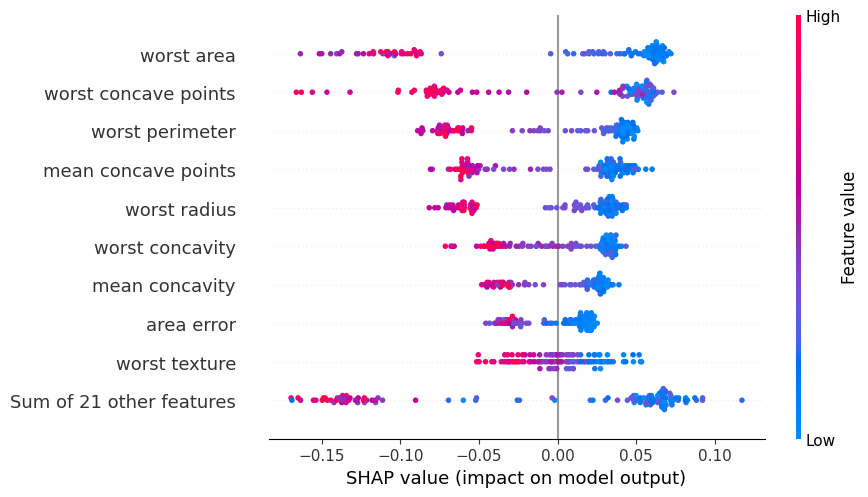 High
worst area
worst concave points
worst perimeter
mean concave points
worst radius
worst concavity
mean concavity
area error
worst texture
Sum of 21 other features
Feature value
Low
−0.15 −0.10 −0.05 0.00 0.05 0.10
SHAP value (impact on model output)